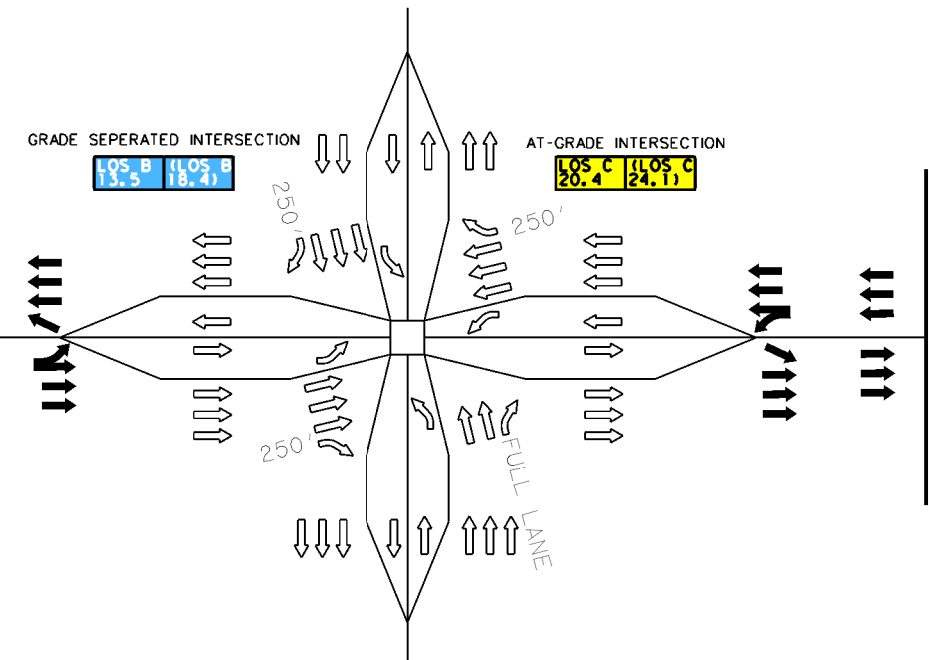 GRADE SEPERATED INTERSECTION
LOS B (LOS B
13.5 18.4)
AT-GRADE INTERSECTION
LOS C (LOS C
20.4 24.1)
250'
250'
250'
FULL LANE